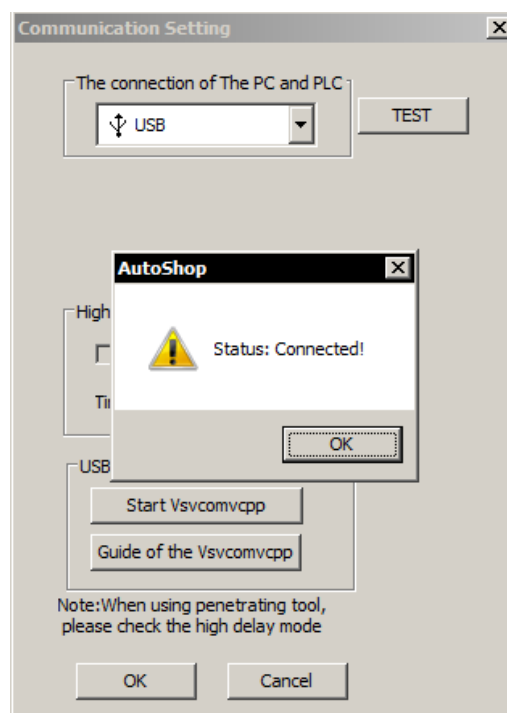 Communication Setting
The connection of The PC and PLC
USB
TEST
AutoShop
Status: Connected!
OK
High
USB
Start Vsvcomvcpp
Guide of the Vsvcomvcpp
Note:When using penetrating tool,
please check the high delay mode
OK
Cancel